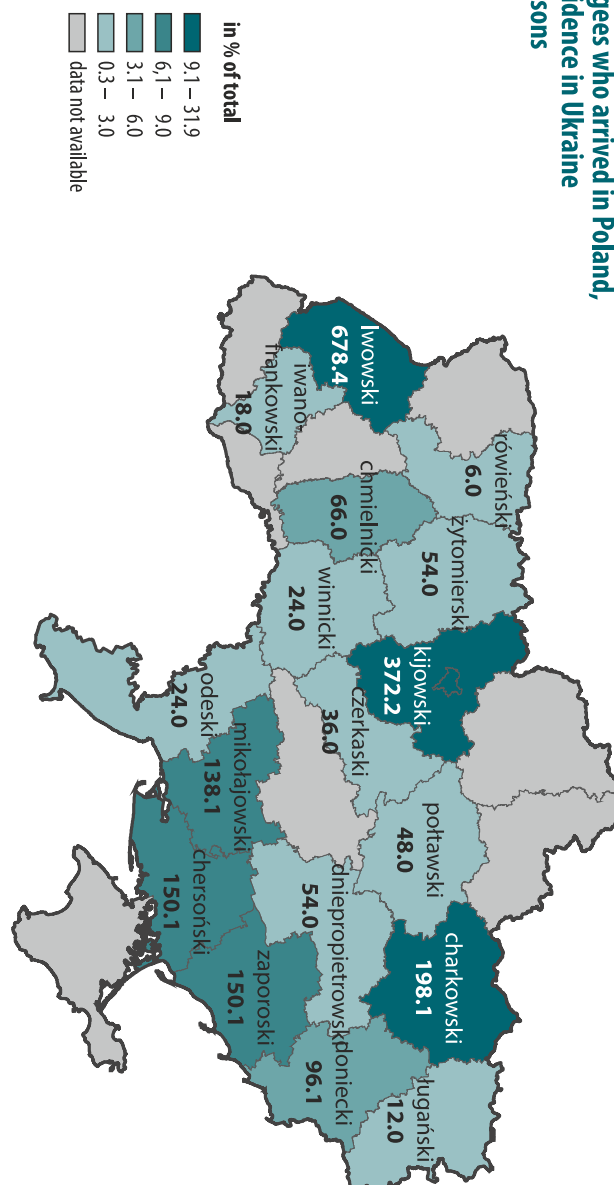 gees who arrived in Poland,
idence in Ukraine
sons
in % of total
9.1 – 31.9
6,1 – 9.0
3.1 – 6.0
0.3 – 3.0
data not available
rówieński
6.0
żytomierski
54.0
lwowski
678.4
kijowski
372.2
charkowski
198.1
ługański
12.0
połtawski
48.0
chmielnicki
66.0
czerkaski
36.0
iwano-
frankowski
18.0
winnicki
24.0
dniepropietrowski
54.0
doniecki
96.1
mikołajowski
138.1
zaporoski
150.1
odeski
24.0
chersoński
150.1